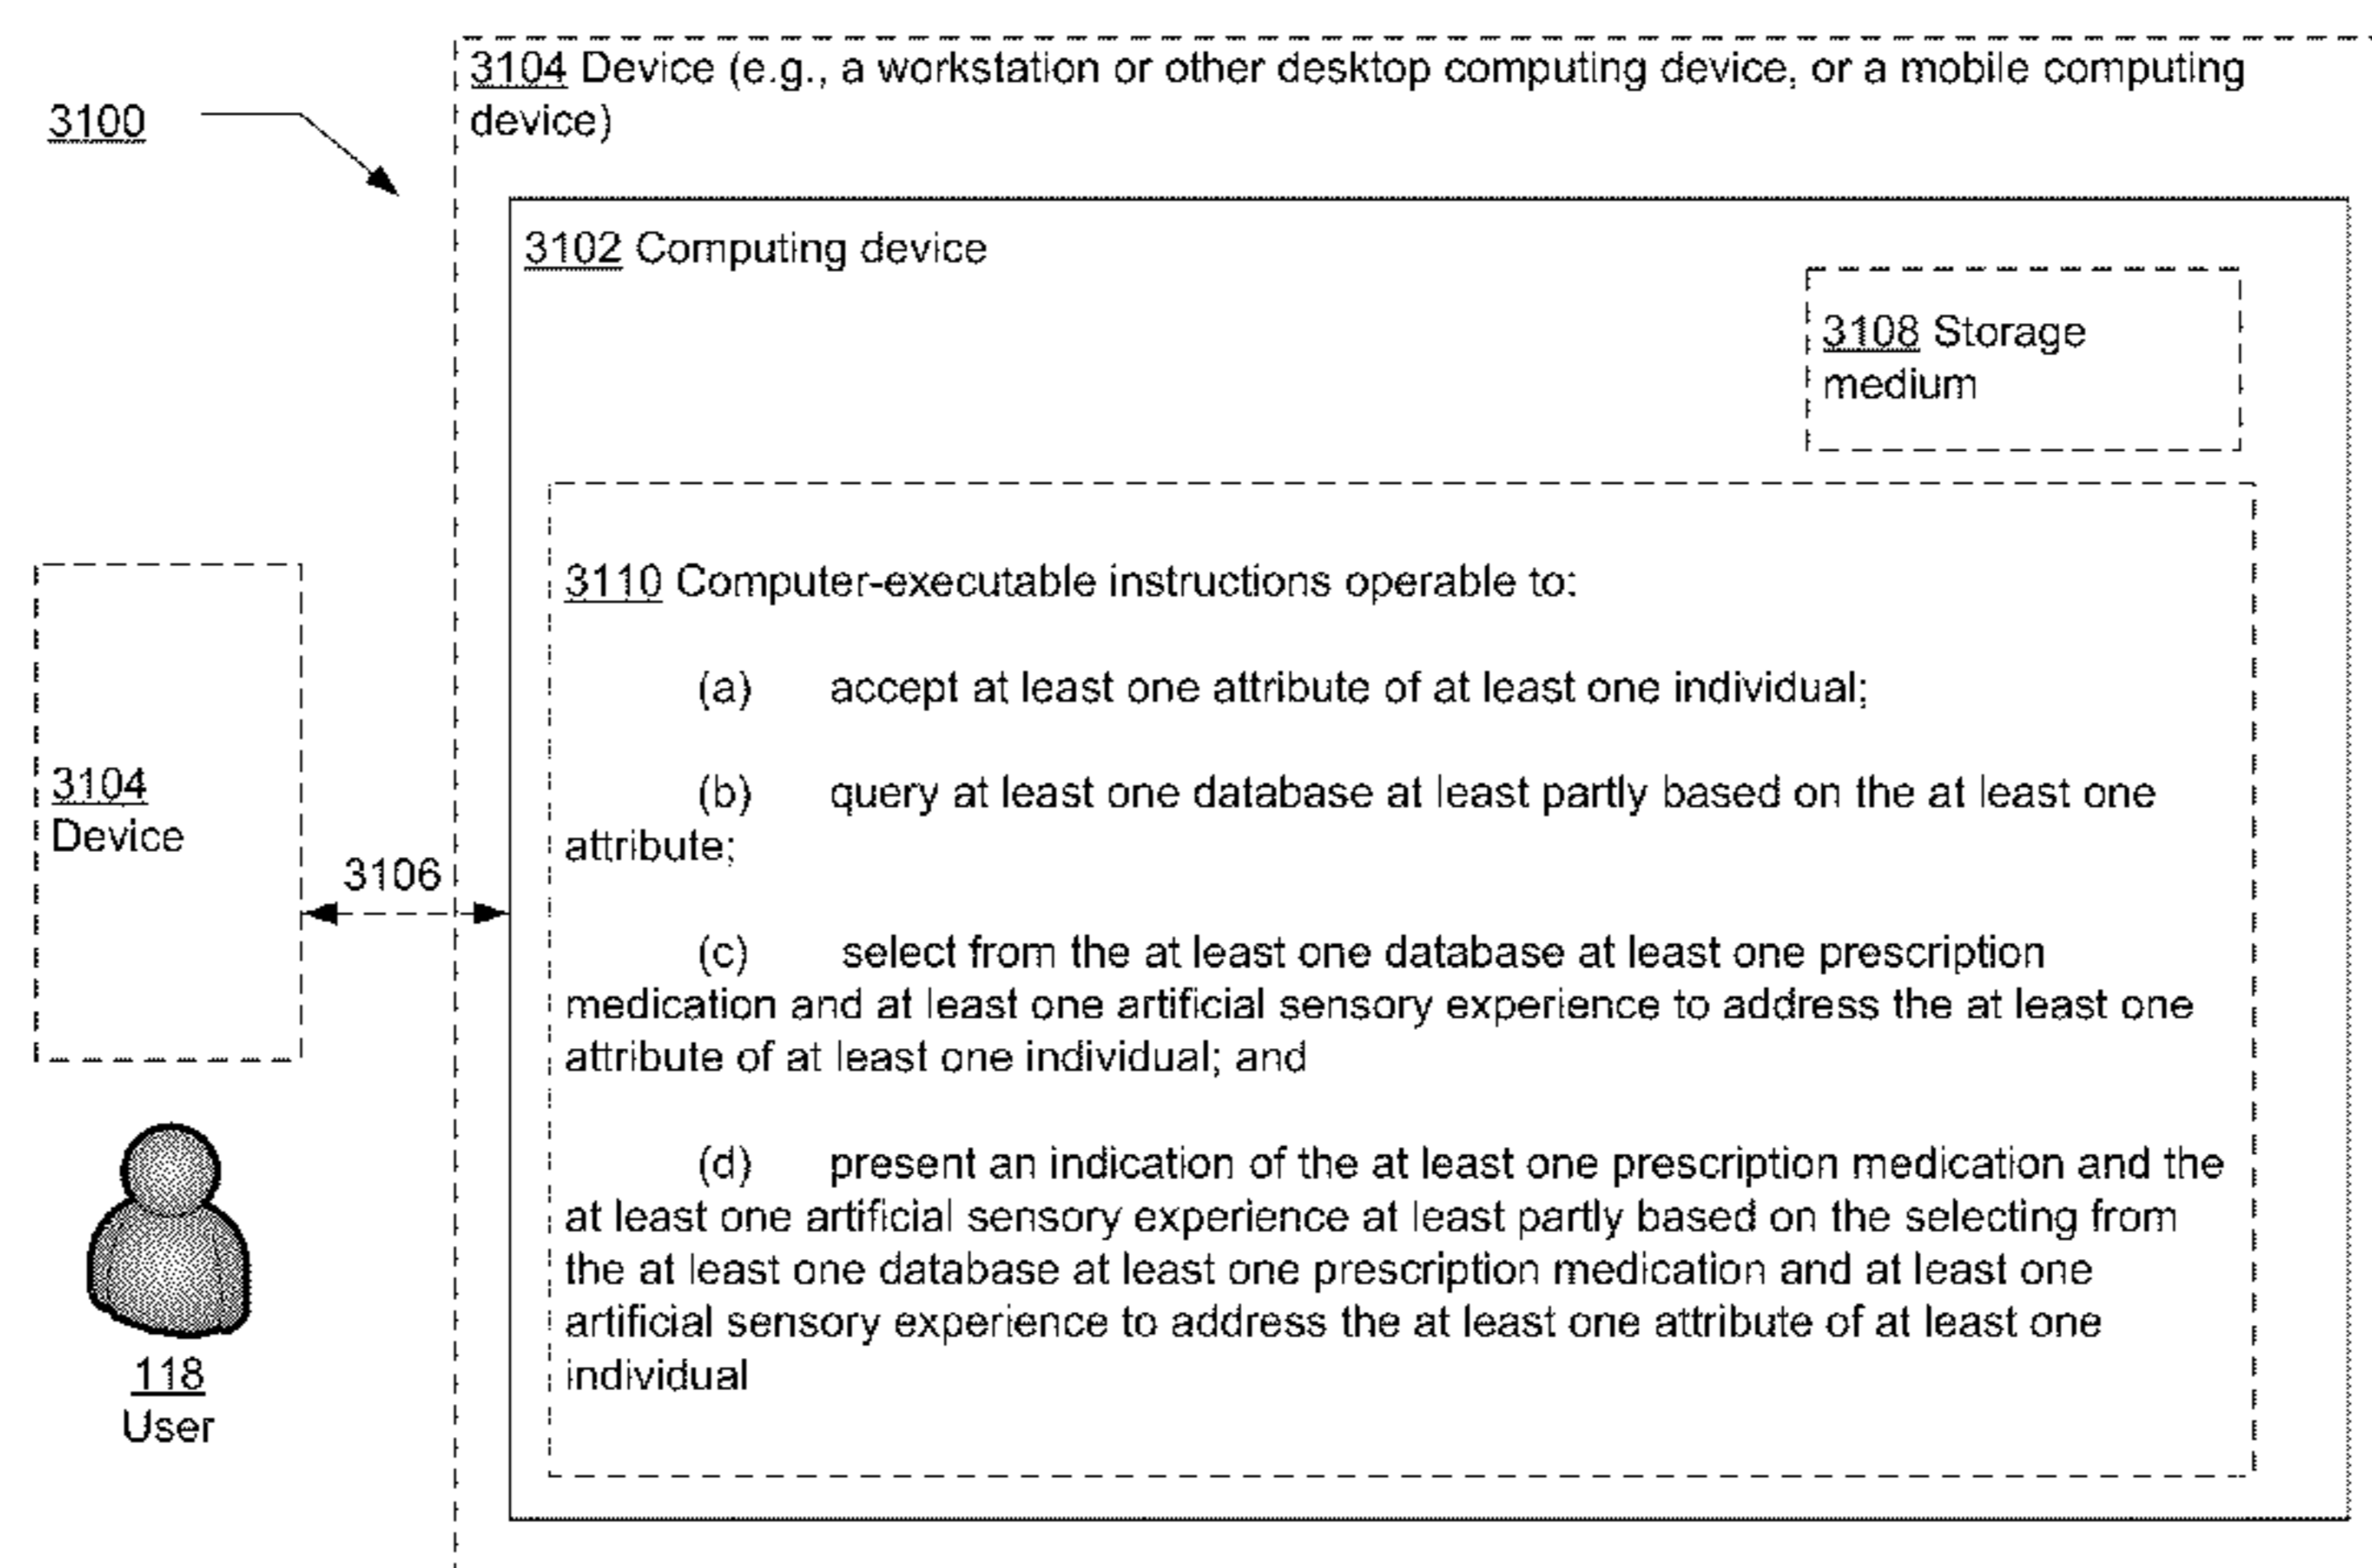 3104 Device (e.g., a workstation or other desktop computing device, or a mobile computing
device)
3100
3102 Computing device
3108 Storage
medium
3110 Computer-executable instructions operable to:
(a) accept at least one attribute of at least one individual;
(b) query at least one database at least partly based on the at least one
attribute;
(c) select from the at least one database at least one prescription
medication and at least one artificial sensory experience to address the at least one
attribute of at least one individual; and
(d) present an indication of the at least one prescription medication and the
at least one artificial sensory experience at least partly based on the selecting from
the at least one database at least one prescription medication and at least one
artificial sensory experience to address the at least one attribute of at least one
individual
3104
Device
3106
118
User